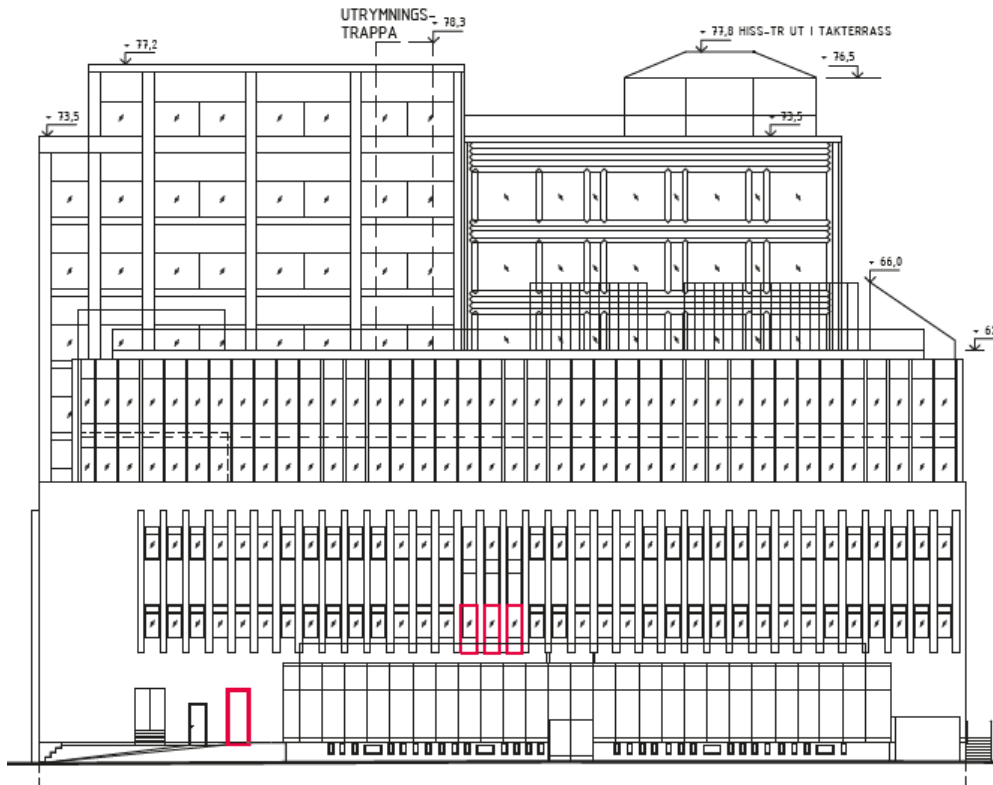 UTRYMNINGS-
TRAPPA
78,3
77,2
77,8 HISS-TR UT I TAKTERRASS
76,5
73,5
73,5
66,0